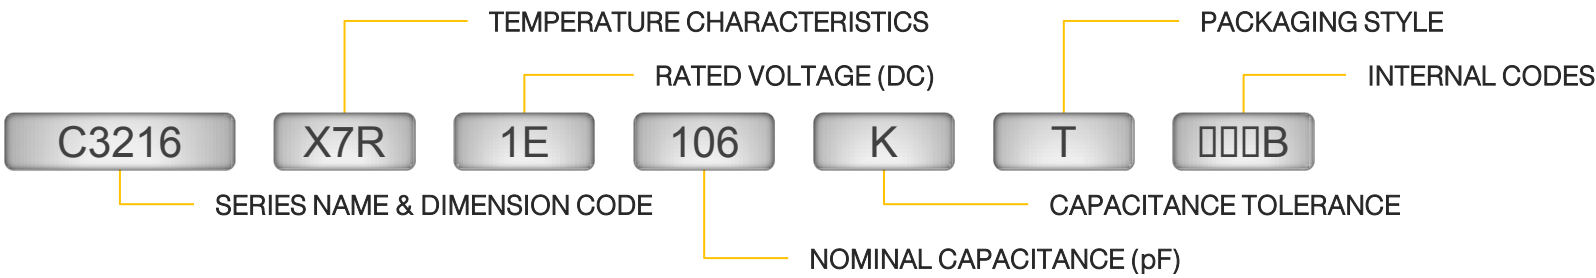 TEMPERATURE CHARACTERISTICS
PACKAGING STYLE
RATED VOLTAGE (DC)
INTERNAL CODES
C3216 X7R 1E 106 K T ▯▯▯B
SERIES NAME & DIMENSION CODE
CAPACITANCE TOLERANCE
NOMINAL CAPACITANCE (pF)